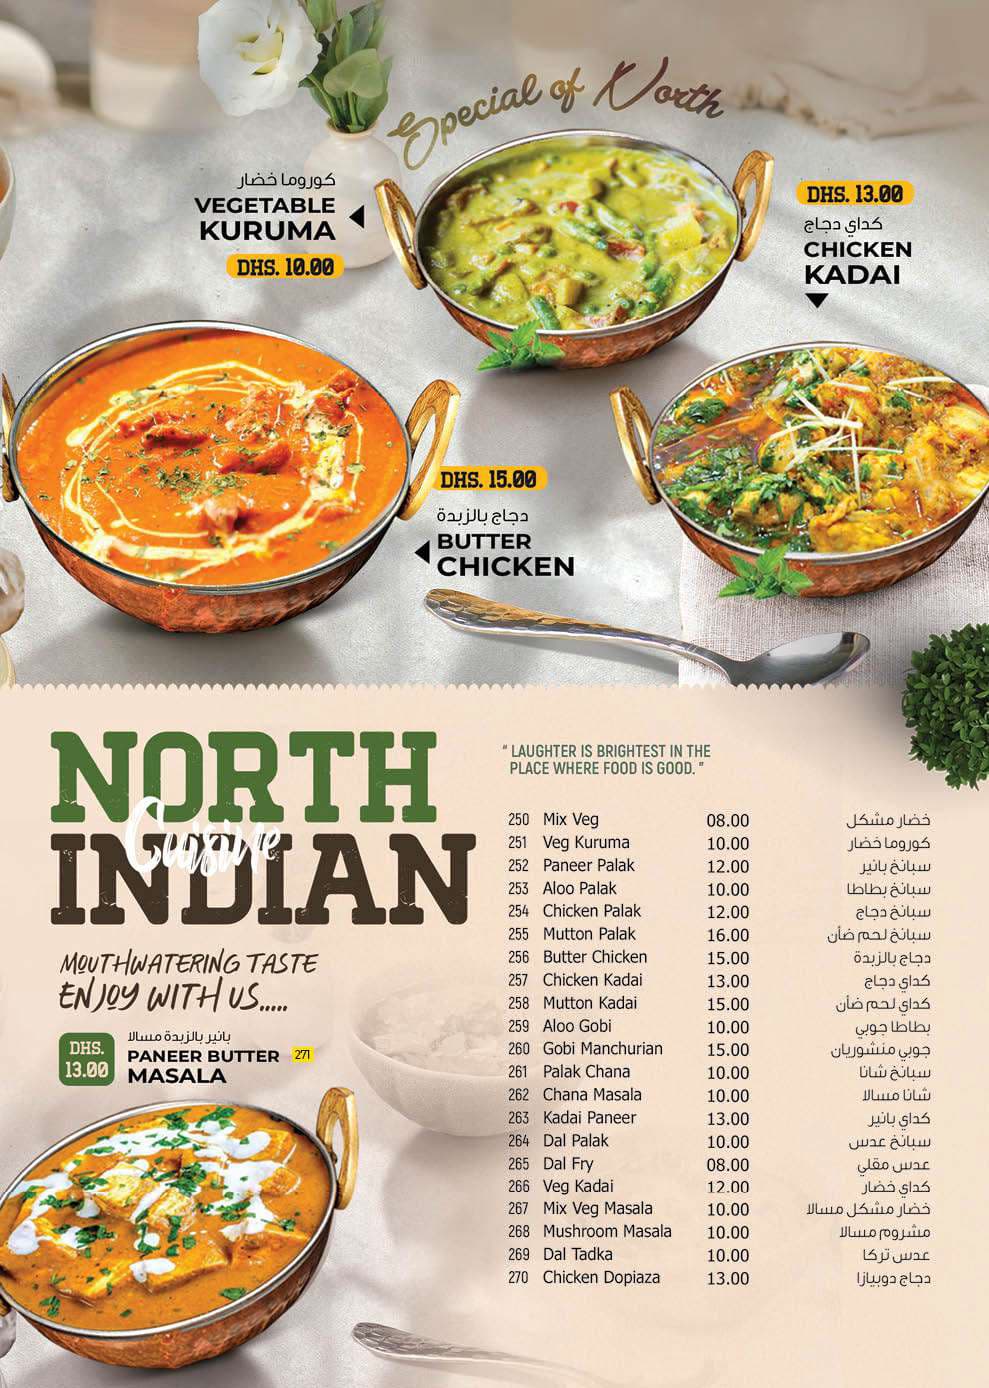 Special of North
كوروما خضار
VEGETABLE
KURUMA
DHS. 10.00
DHS. 13.00
كداي دجاج
CHICKEN
KADAI
DHS. 15.00
دجاج بالزبدة
BUTTER
CHICKEN
NORTH
Cuisine
INDIAN
MOUTHWATERING TASTE
ENJOY WITH US.....
DHS.
13.00
بانير بالزبدة مسالا
PANEER BUTTER 271
MASALA
" LAUGHTER IS BRIGHTEST IN THE
PLACE WHERE FOOD IS GOOD. "
250 Mix Veg 08.00 خضار مشكل
251 Veg Kuruma 10.00 كوروما خضار
252 Paneer Palak 12.00 سبانخ بانير
253 Aloo Palak 10.00 سبانخ بطاطا
254 Chicken Palak 12.00 سبانخ دجاج
255 Mutton Palak 16.00 سبانخ لحم ضأن
256 Butter Chicken 15.00 دجاج بالزبدة
257 Chicken Kadai 13.00 كداي دجاج
258 Mutton Kadai 15.00 كداي لحم ضأن
259 Aloo Gobi 10.00 بطاطا جوبي
260 Gobi Manchurian 15.00 جوبي منشوريان
261 Palak Chana 10.00 سبانخ شانا
262 Chana Masala 10.00 شانا مسالا
263 Kadai Paneer 13.00 كداي بانير
264 Dal Palak 10.00 سبانخ عدس
265 Dal Fry 08.00 عدس مقلي
266 Veg Kadai 12.00 كداي خضار
267 Mix Veg Masala 10.00 خضار مشكل مسالا
268 Mushroom Masala 10.00 مشروم مسالا
269 Dal Tadka 10.00 عدس تركا
270 Chicken Dopiaza 13.00 دجاج دوبيازا